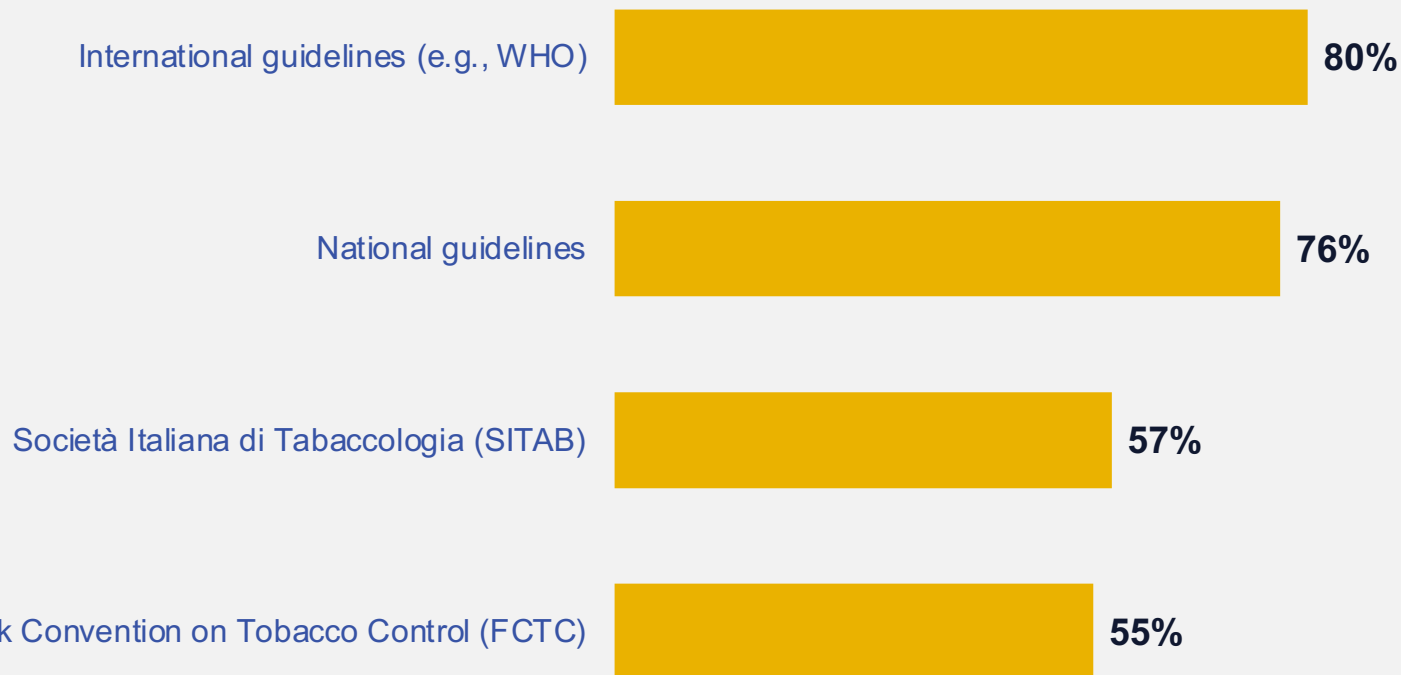 International guidelines (e.g., WHO) 80%
National guidelines 76%
Società Italiana di Tabaccologia (SITAB) 57%
Convention on Tobacco Control (FCTC) 55%